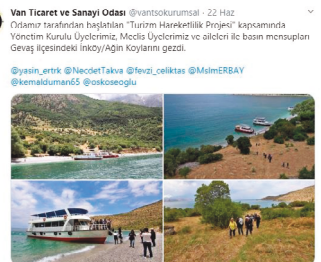 Van Ticaret ve Sanayi Odası @vantsokurumsal · 22 Haz
Odamız tarafından başlatılan "Turizm Hareketlilik Projesi" kapsamında
Yönetim Kurulu Üyelerimiz, Meclis Üyelerimiz ve aileleri ile basın mensupları
Gevaş ilçesindeki İnköy/Ağın Koylarını gezdi.
@yasin_ertrk @NecdetTakva @fevzi_celiktas @MslmERBAY
@kemalduman65 @oskoseoglu